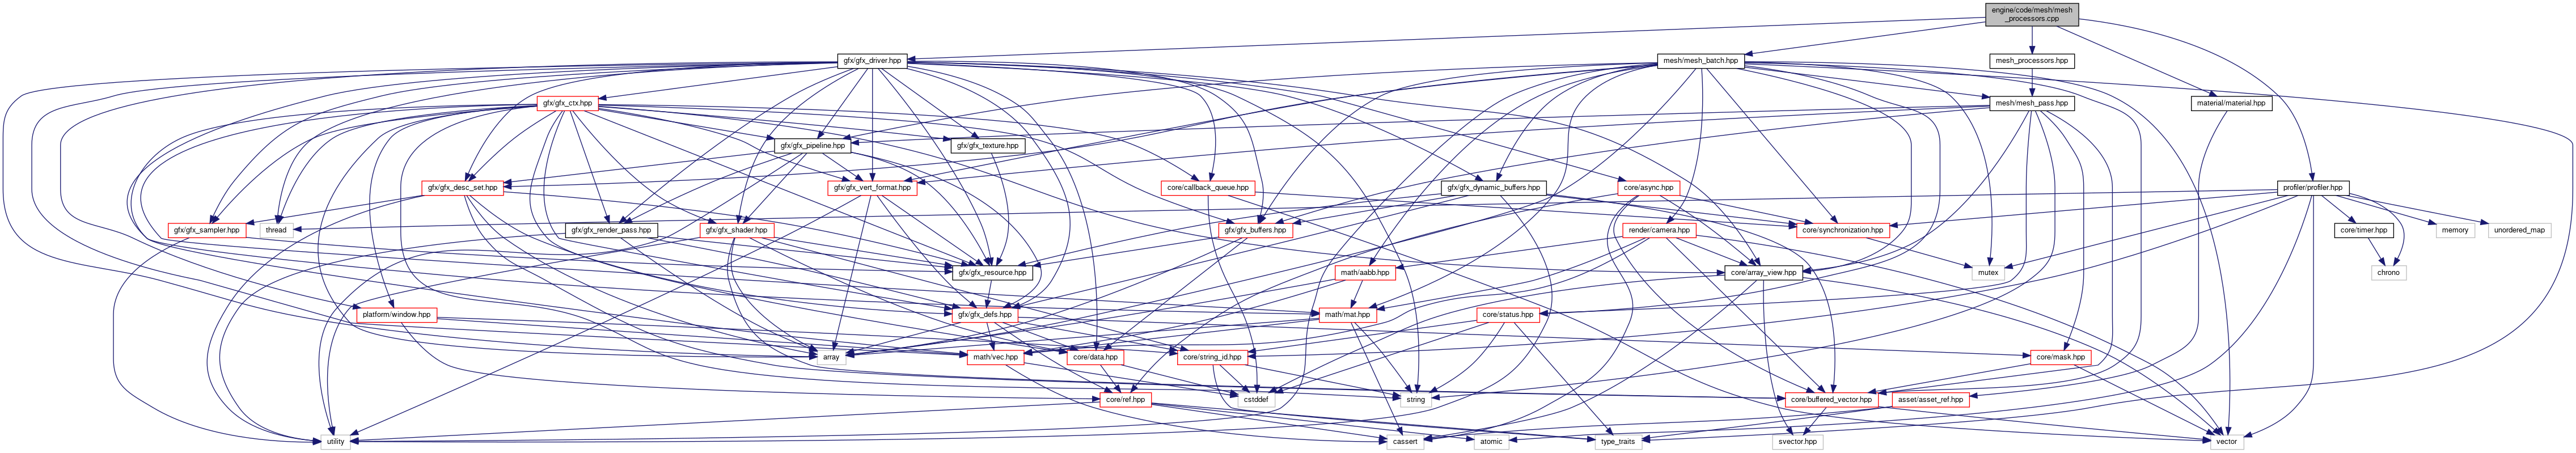 engine/code/mesh/mesh
_processors.cpp
gfx/gfx_driver.hpp
mesh/mesh_batch.hpp
mesh_processors.hpp
gfx/gfx_ctx.hpp
mesh/mesh_pass.hpp
material/material.hpp
gfx/gfx_pipeline.hpp
gfx/gfx_texture.hpp
gfx/gfx_desc_set.hpp
gfx/gfx_vert_format.hpp
core/callback_queue.hpp
gfx/gfx_dynamic_buffers.hpp
core/async.hpp
profiler/profiler.hpp
gfx/gfx_sampler.hpp
thread
gfx/gfx_render_pass.hpp
gfx/gfx_shader.hpp
gfx/gfx_buffers.hpp
render/camera.hpp
core/synchronization.hpp
core/timer.hpp
memory
unordered_map
gfx/gfx_resource.hpp
math/aabb.hpp
core/array_view.hpp
mutex
chrono
platform/window.hpp
gfx/gfx_defs.hpp
math/mat.hpp
core/status.hpp
array
math/vec.hpp
core/data.hpp
core/string_id.hpp
core/mask.hpp
core/ref.hpp
cstddef
string
core/buffered_vector.hpp
asset/asset_ref.hpp
utility
cassert
atomic
type_traits
svector.hpp
vector